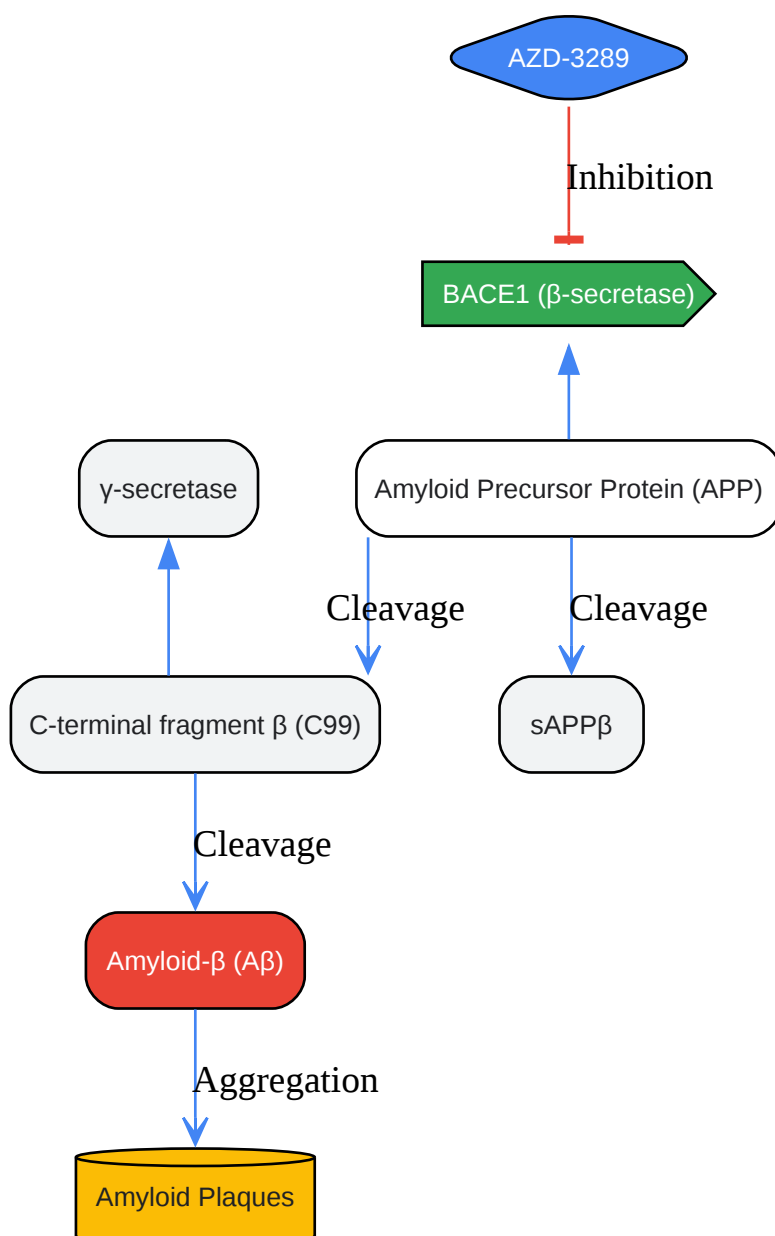 AZD-3289
Inhibition
BACE1 (β-secretase)
γ-secretase
Amyloid Precursor Protein (APP)
Cleavage
Cleavage
C-terminal fragment β (C99)
sAPPβ
Cleavage
Amyloid-β (Aβ)
Aggregation
Amyloid Plaques